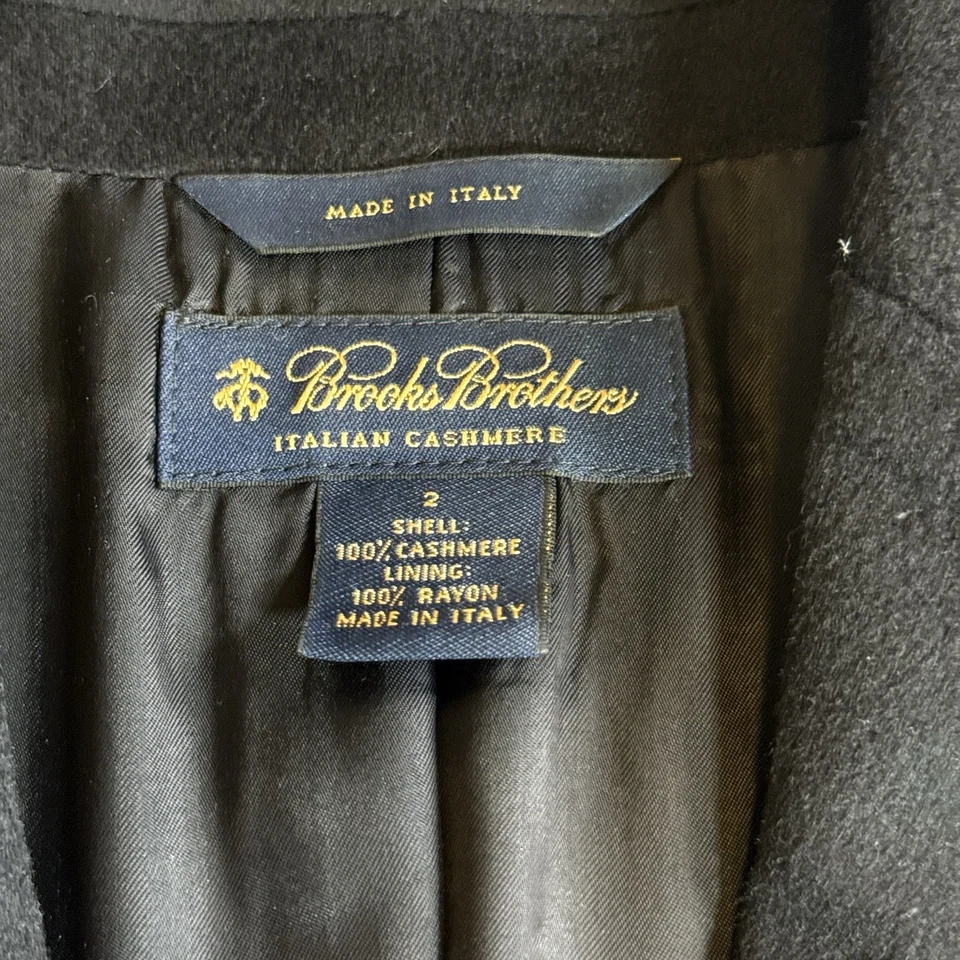 MADE IN ITALY
Brooks Brothers
ITALIAN CASHMERE
2
SHELL:
100% CASHMERE
LINING:
100% RAYON
MADE IN ITALY